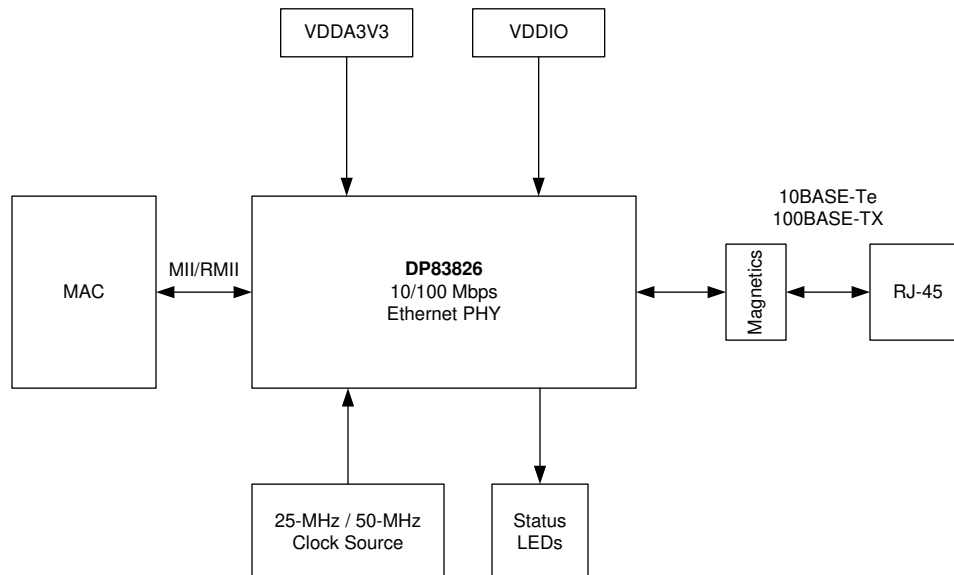 VDDA3V3
VDDIO
10BASE-Te
100BASE-TX
MAC
MII/RMII
DP83826
10/100 Mbps
Ethernet PHY
Magnetics
RJ-45
25-MHz / 50-MHz
Clock Source
Status
LEDs